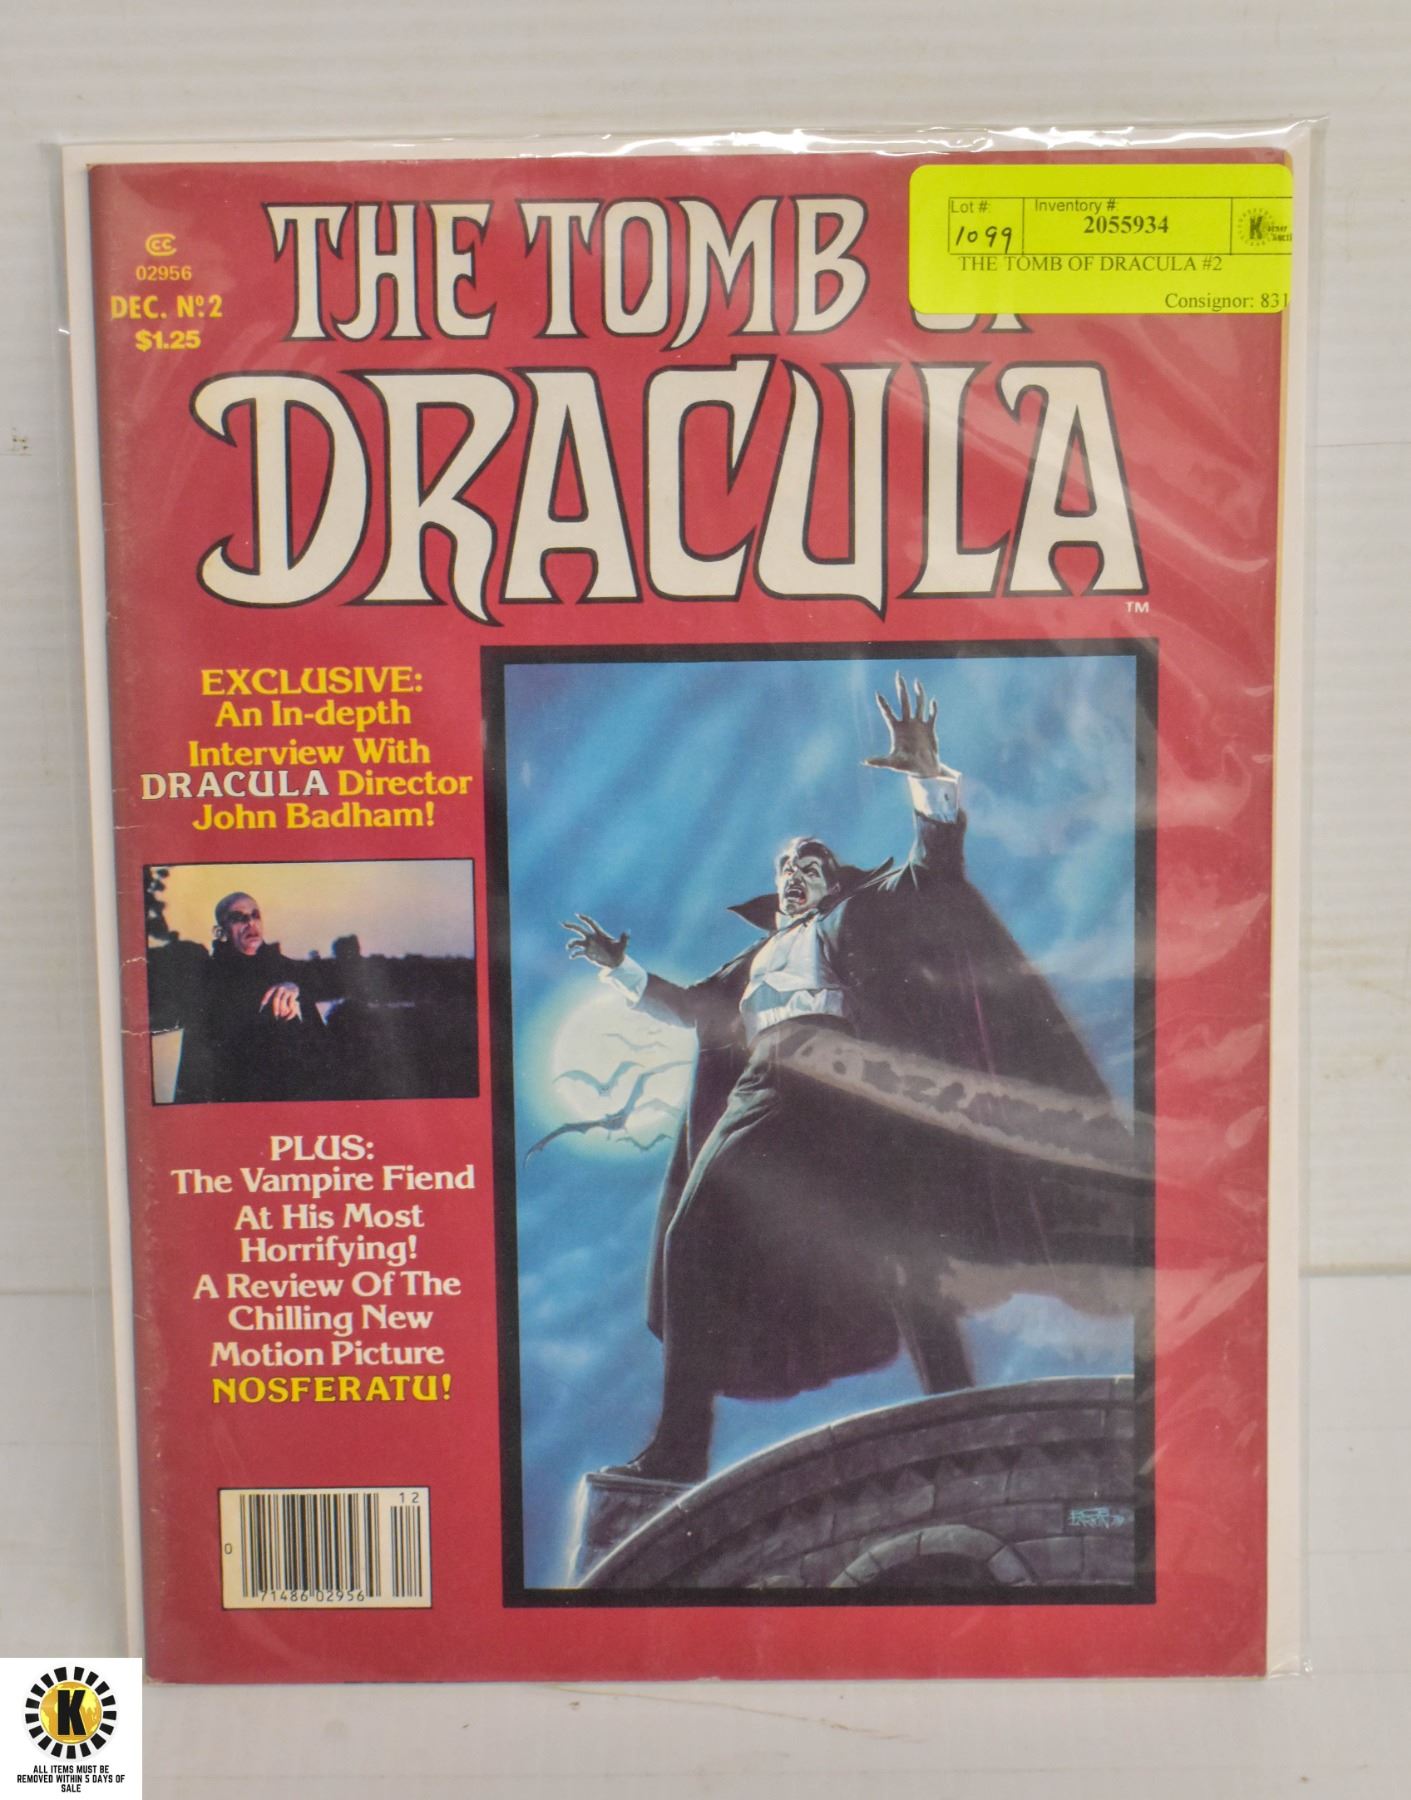 Lot #:
1099
Inventory #:
2055934
THE TOMB OF DRACULA #2
Consignor: 831
CC
02956
DEC. Nº. 2
$1.25
THE TOMB
DRACULA
TM
EXCLUSIVE:
An In-depth
Interview With
DRACULA Director
John Badham!
PLUS:
The Vampire Fiend
At His Most
Horrifying!
A Review Of The
Chilling New
Motion Picture
NOSFERATU!
12
0
71486 02956
K
ALL ITEMS MUST BE
REMOVED WITHIN 5 DAYS OF
SALE